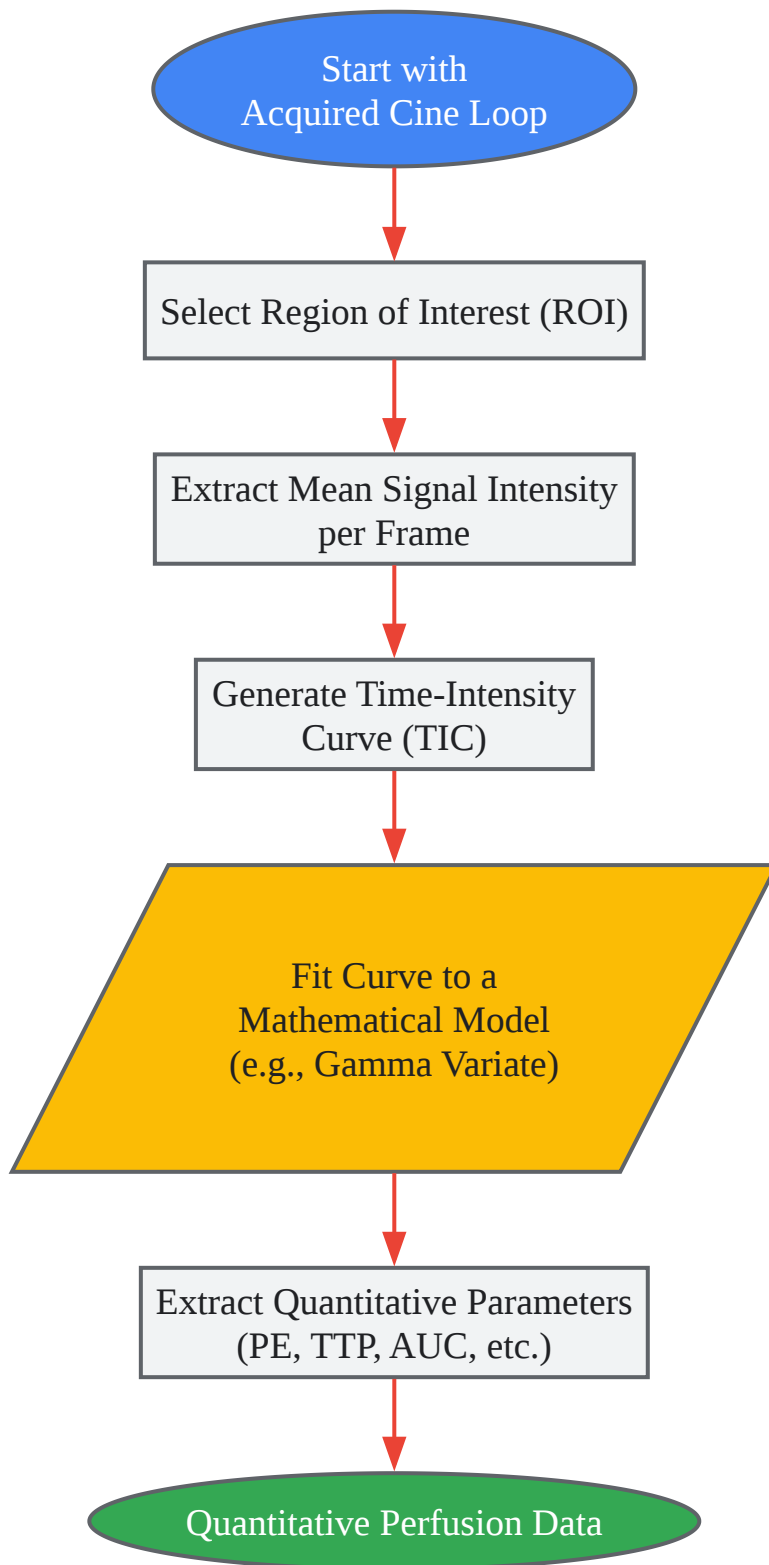 Start with
Acquired Cine Loop
Select Region of Interest (ROI)
Extract Mean Signal Intensity
per Frame
Generate Time-Intensity
Curve (TIC)
Fit Curve to a
Mathematical Model
(e.g., Gamma Variate)
Extract Quantitative Parameters
(PE, TTP, AUC, etc.)
Quantitative Perfusion Data